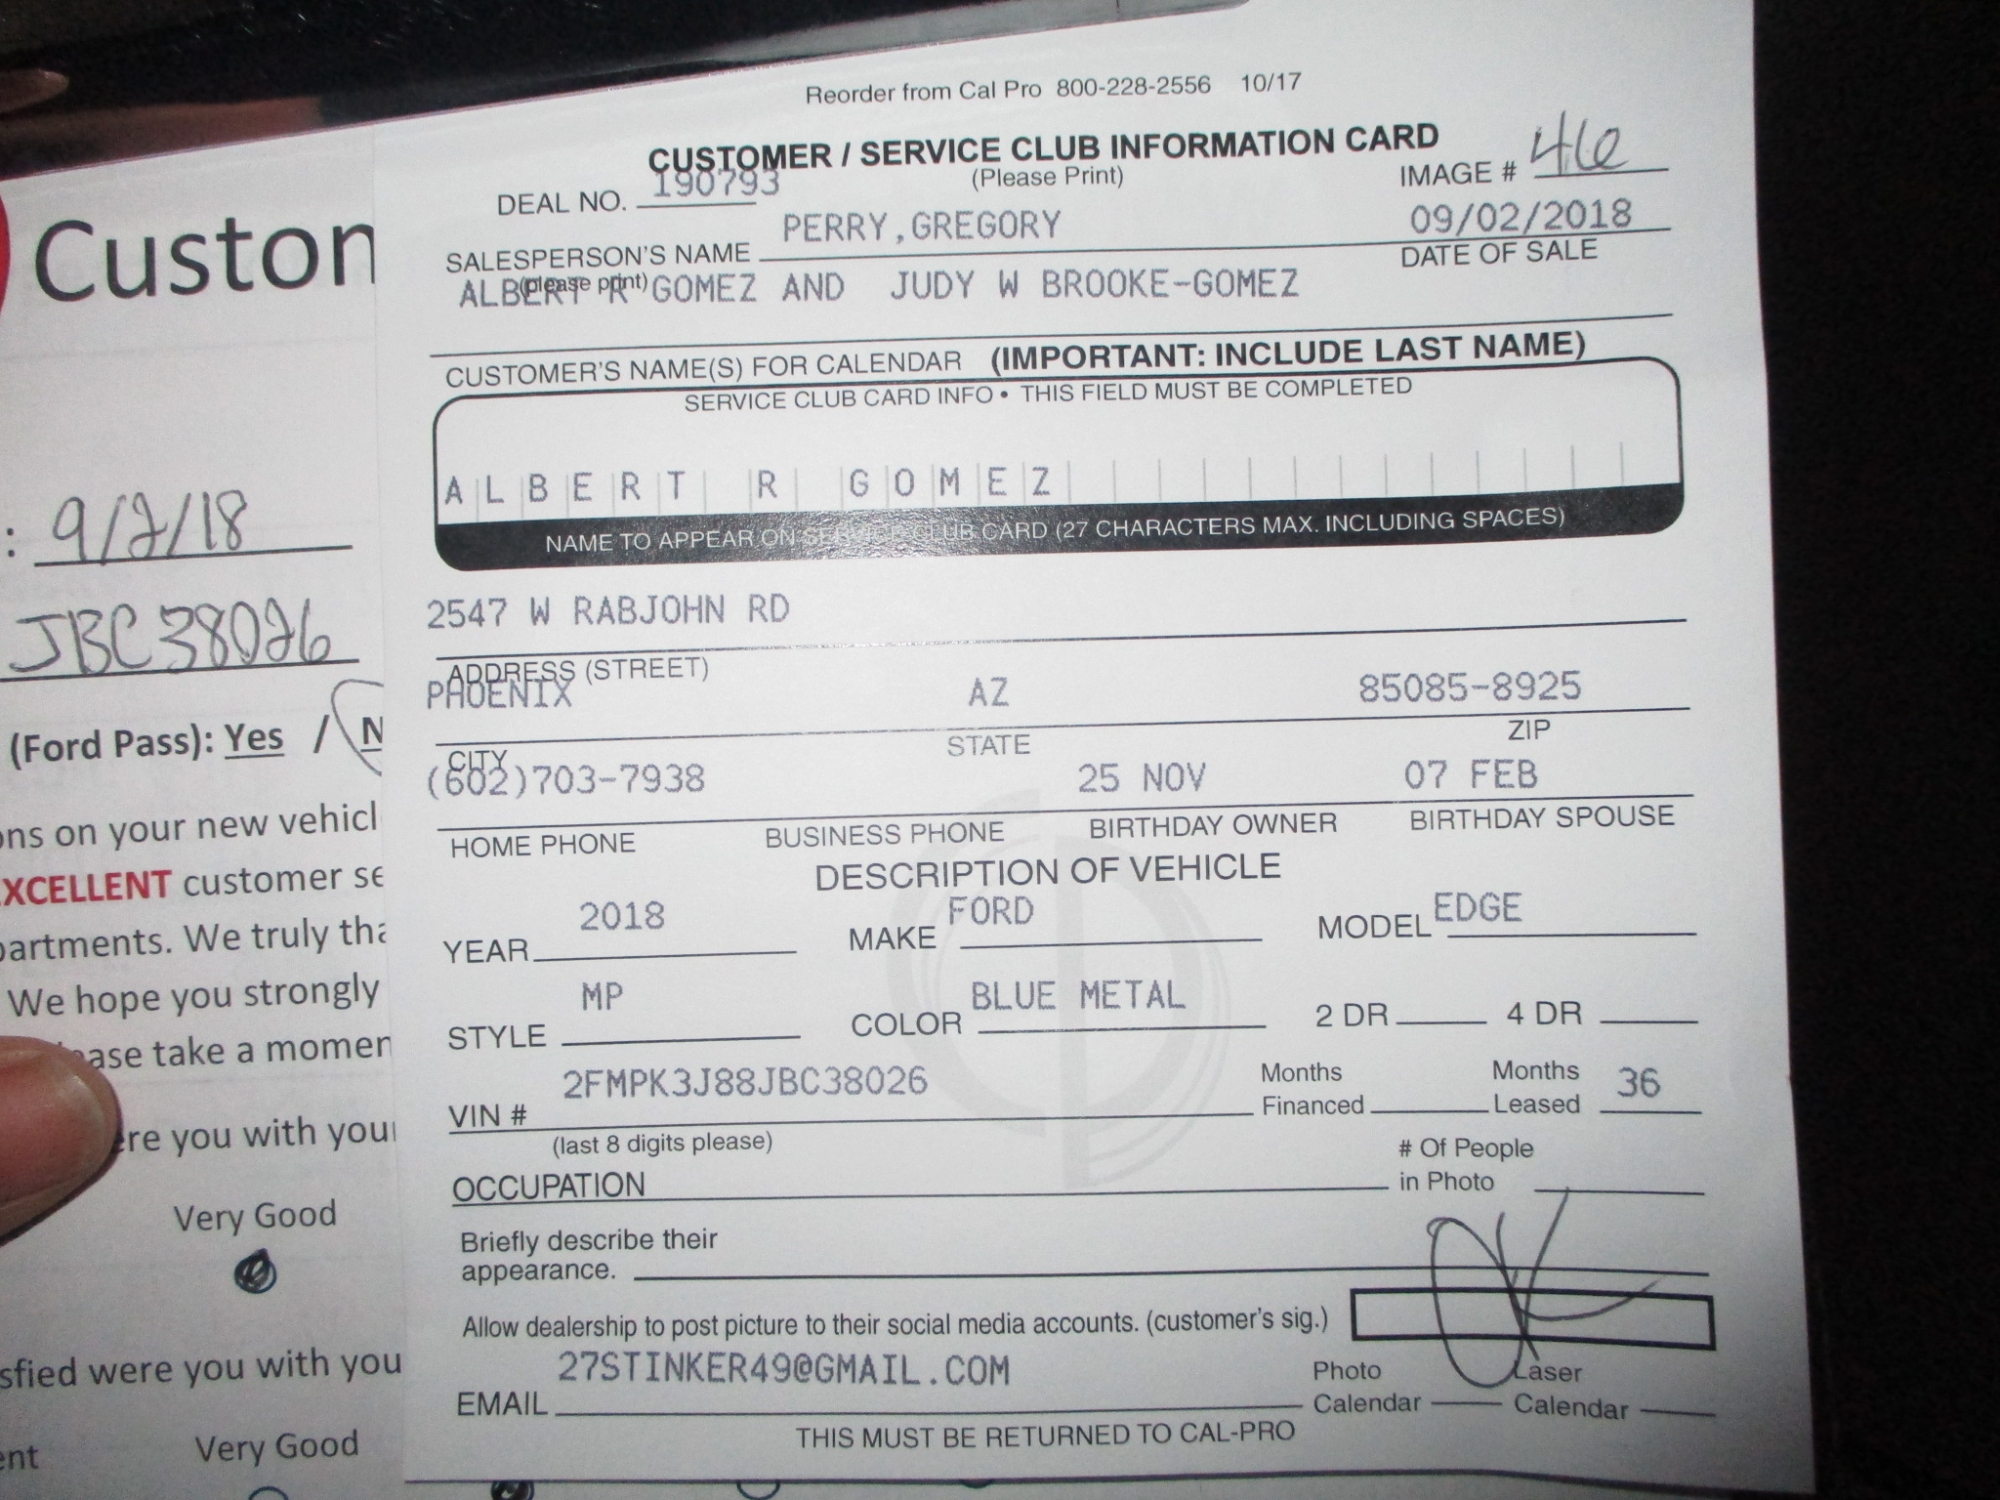 Reorder from Cal Pro 800-228-2556 10/17
CUSTOMER / SERVICE CLUB INFORMATION CARD
(Please Print)
DEAL NO. 190793
IMAGE # 46
PERRY,GREGORY
09/02/2018
SALESPERSON'S NAME
DATE OF SALE
(please print)
ALBERT R GOMEZ AND JUDY W BROOKE-GOMEZ
CUSTOMER'S NAME(S) FOR CALENDAR (IMPORTANT: INCLUDE LAST NAME)
SERVICE CLUB CARD INFO • THIS FIELD MUST BE COMPLETED
ALBERT R GOMEZ
NAME TO APPEAR ON SERVICE CLUB CARD (27 CHARACTERS MAX. INCLUDING SPACES)
2547 W RABJOHN RD
ADDRESS (STREET)
PHOENIX AZ 85085-8925
CITY STATE ZIP
(602)703-7938 25 NOV 07 FEB
HOME PHONE BUSINESS PHONE BIRTHDAY OWNER BIRTHDAY SPOUSE
DESCRIPTION OF VEHICLE
YEAR 2018 MAKE FORD MODEL EDGE
STYLE MP COLOR BLUE METAL 2 DR 4 DR
VIN # 2FMPK3J88JBC38026
Months Financed
Months Leased 36
(last 8 digits please)
# Of People
in Photo
OCCUPATION
Briefly describe their
appearance.
Allow dealership to post picture to their social media accounts. (customer's sig.)
EMAIL 27STINKER49@GMAIL.COM
Photo Calendar
Laser Calendar
THIS MUST BE RETURNED TO CAL-PRO
Custon
: 9/2/18
JBC38026
(Ford Pass): Yes / N
ons on your new vehicl
XCELLENT customer se
partments. We truly tha
We hope you strongly
ase take a momen
ere you with your
Very Good
sfied were you with you
ent Very Good